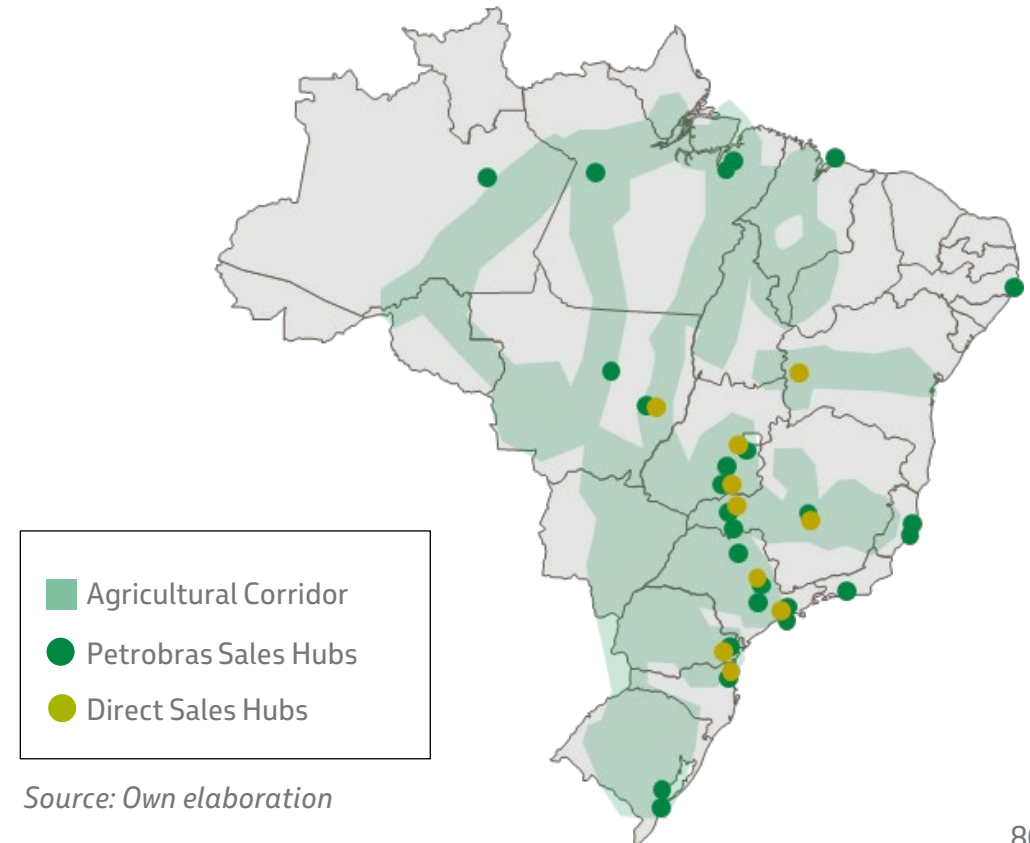 Agricultural Corridor
Petrobras Sales Hubs
Direct Sales Hubs
Source: Own elaboration